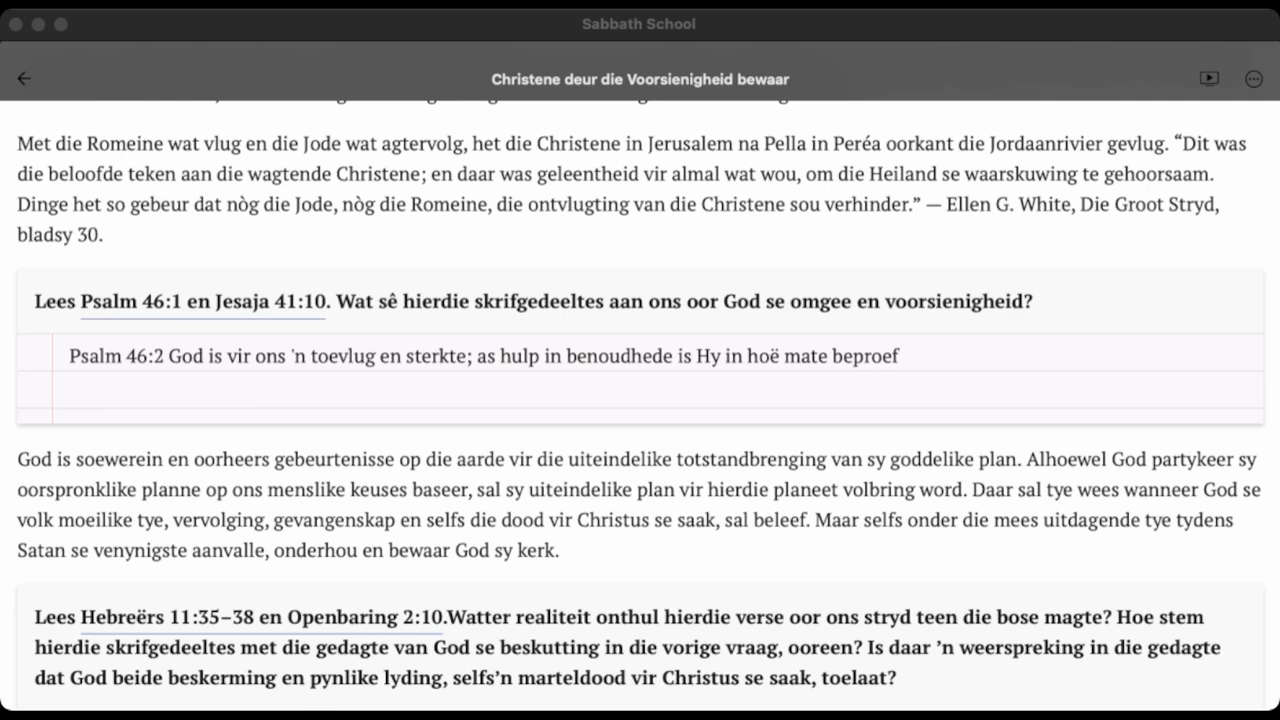 Sabbath School
Christene deur die Voorsienigheid bewaar
Met die Romeine wat vlug en die Jode wat agtervolg, het die Christene in Jerusalem na Pella in Peréa oorkant die Jordaanrivier gevlug. “Dit was
die beloofde teken aan die wagtende Christene; en daar was geleentheid vir almal wat wou, om die Heiland se waarskuwing te gehoorsaam.
Dinge het so gebeur dat nòg die Jode, nòg die Romeine, die ontvlugting van die Christene sou verhinder.” — Ellen G. White, Die Groot Stryd,
bladsy 30.
Lees Psalm 46:1 en Jesaja 41:10. Wat sê hierdie skrifgedeeltes aan ons oor God se omgee en voorsienigheid?
Psalm 46:2 God is vir ons 'n toevlug en sterkte; as hulp in benoudhede is Hy in hoë mate beproef
God is soewerein en oorheers gebeurtenisse op die aarde vir die uiteindelike totstandbrenging van sy goddelike plan. Alhoewel God partykeer sy
oorspronklike planne op ons menslike keuses baseer, sal sy uiteindelike plan vir hierdie planeet volbring word. Daar sal tye wees wanneer God se
volk moeilike tye, vervolging, gevangenskap en selfs die dood vir Christus se saak, sal beleef. Maar selfs onder die mees uitdagende tye tydens
Satan se venynigste aanvalle, onderhou en bewaar God sy kerk.
Lees Hebreërs 11:35–38 en Openbaring 2:10.Watter realiteit onthul hierdie verse oor ons stryd teen die bose magte? Hoe stem
hierdie skrifgedeeltes met die gedagte van God se beskutting in die vorige vraag, ooreen? Is daar ’n weerspreking in die gedagte
dat God beide beskerming en pynlike lyding, selfs’n marteldood vir Christus se saak, toelaat?